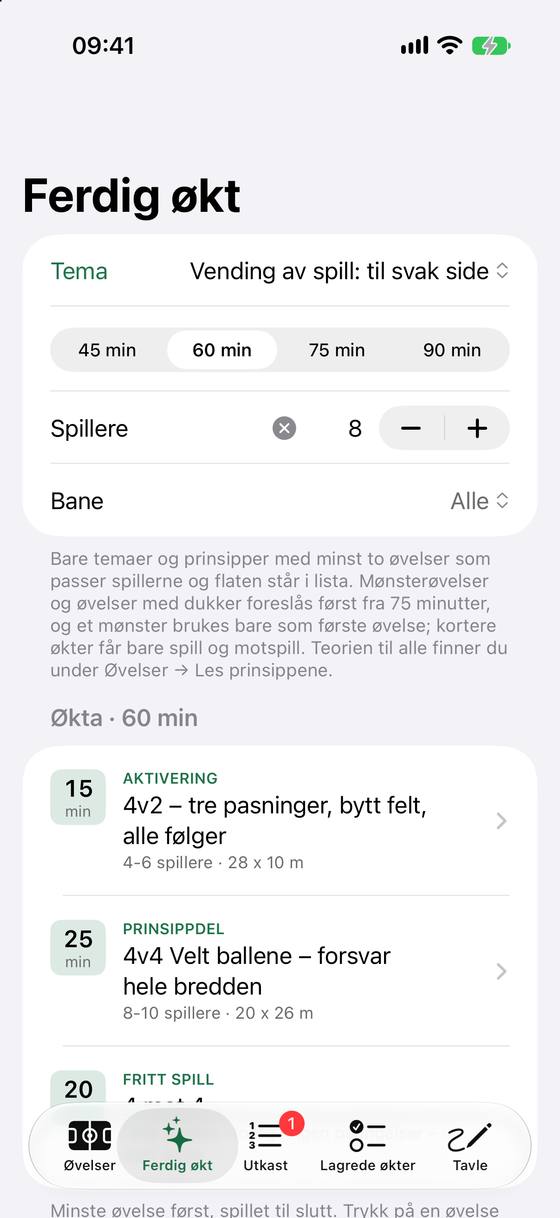 09:41
Ferdig økt
Tema Vending av spill: til svak side
45 min 60 min 75 min 90 min
Spillere 8 − +
Bane Alle
Bare temaer og prinsipper med minst to øvelser som
passer spillerne og flaten står i lista. Mønsterøvelser
og øvelser med dukker foreslås først fra 75 minutter,
og et mønster brukes bare som første øvelse; kortere
økter får bare spill og motspill. Teorien til alle finner du
under Øvelser → Les prinsippene.
Økta · 60 min
15 min
AKTIVERING
4v2 – tre pasninger, bytt felt,
alle følger
4-6 spillere · 28 x 10 m
25 min
PRINSIPPDEL
4v4 Velt ballene – forsvar
hele bredden
8-10 spillere · 20 x 26 m
20
FRITT SPILL
4 mot 4
1 2 3 1
Øvelser Ferdig økt Utkast Lagrede økter Tavle
Minste øvelse først, spillet til slutt. Trykk på en øvelse